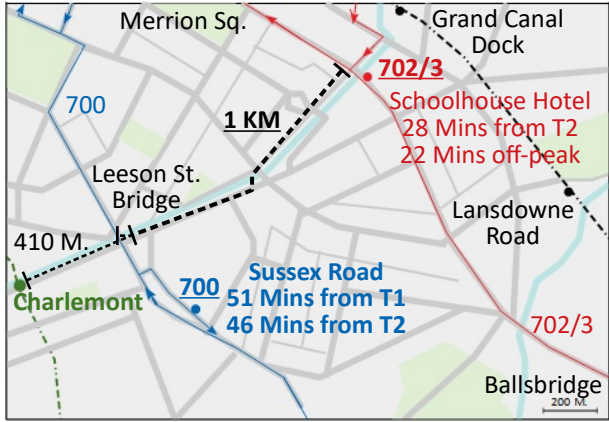 Merrion Sq.
Grand Canal
Dock
702/3
700
Schoolhouse Hotel
28 Mins from T2
22 Mins off-peak
1 KM
Leeson St.
Bridge
Lansdowne
Road
410 M.
Charlemont
700
Sussex Road
51 Mins from T1
46 Mins from T2
702/3
Ballsbridge
200 M.